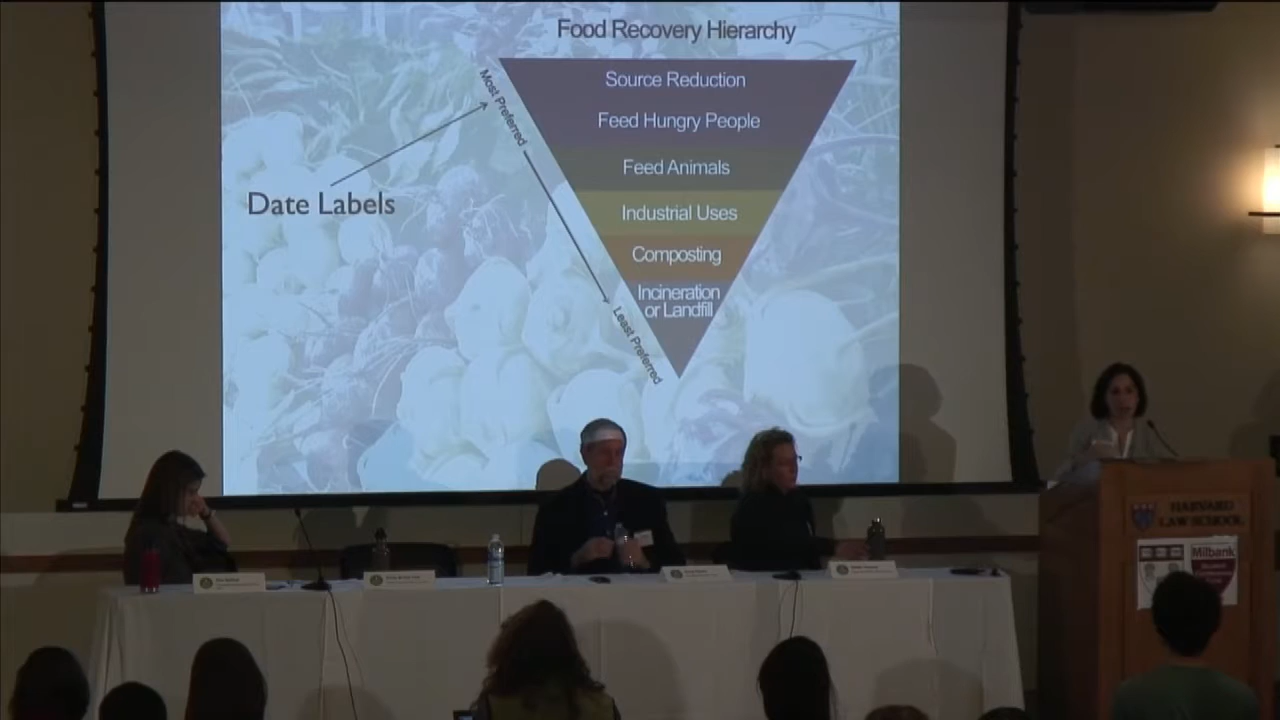 Food Recovery Hierarchy
Most Preferred
Source Reduction
Feed Hungry People
Feed Animals
Date Labels
Industrial Uses
Composting
Incineration
or Landfill
Least Preferred
HARVARD
LAW SCHOOL
Milbank